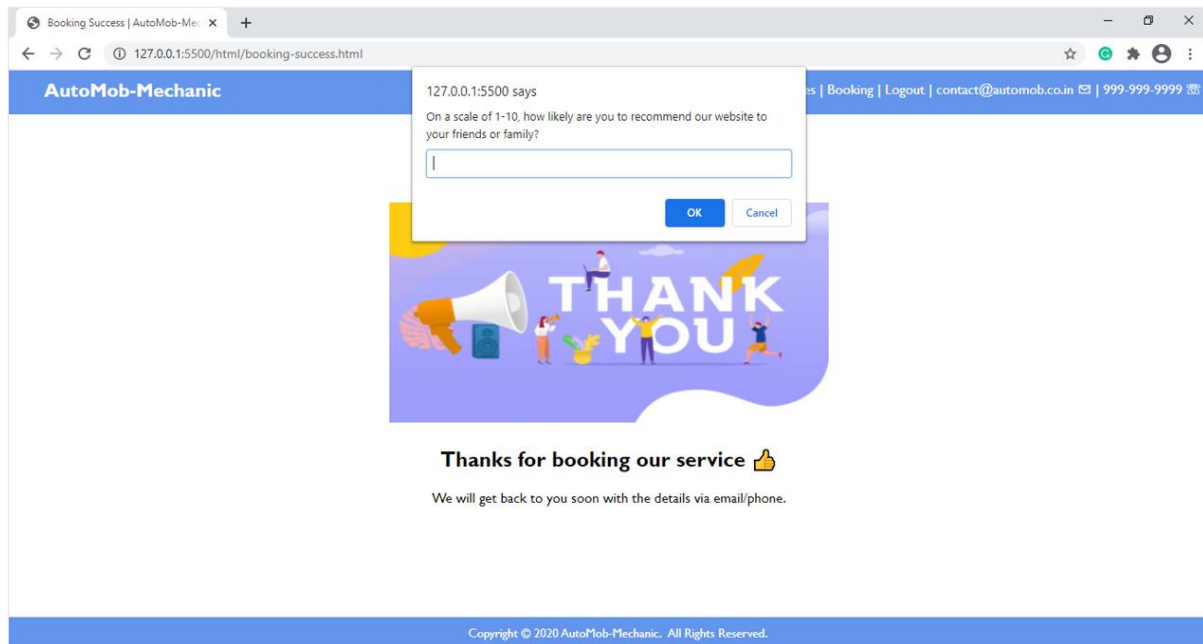 Booking Success | AutoMob-Mec
127.0.0.1:5500/html/booking-success.html
AutoMob-Mechanic
| Booking | Logout | contact@automob.co.in ✉ | 999-999-9999 ☏
127.0.0.1:5500 says
On a scale of 1-10, how likely are you to recommend our website to
your friends or family?
OK Cancel
THANK
YOU
Thanks for booking our service 👍
We will get back to you soon with the details via email/phone.
Copyright © 2020 AutoMob-Mechanic. All Rights Reserved.